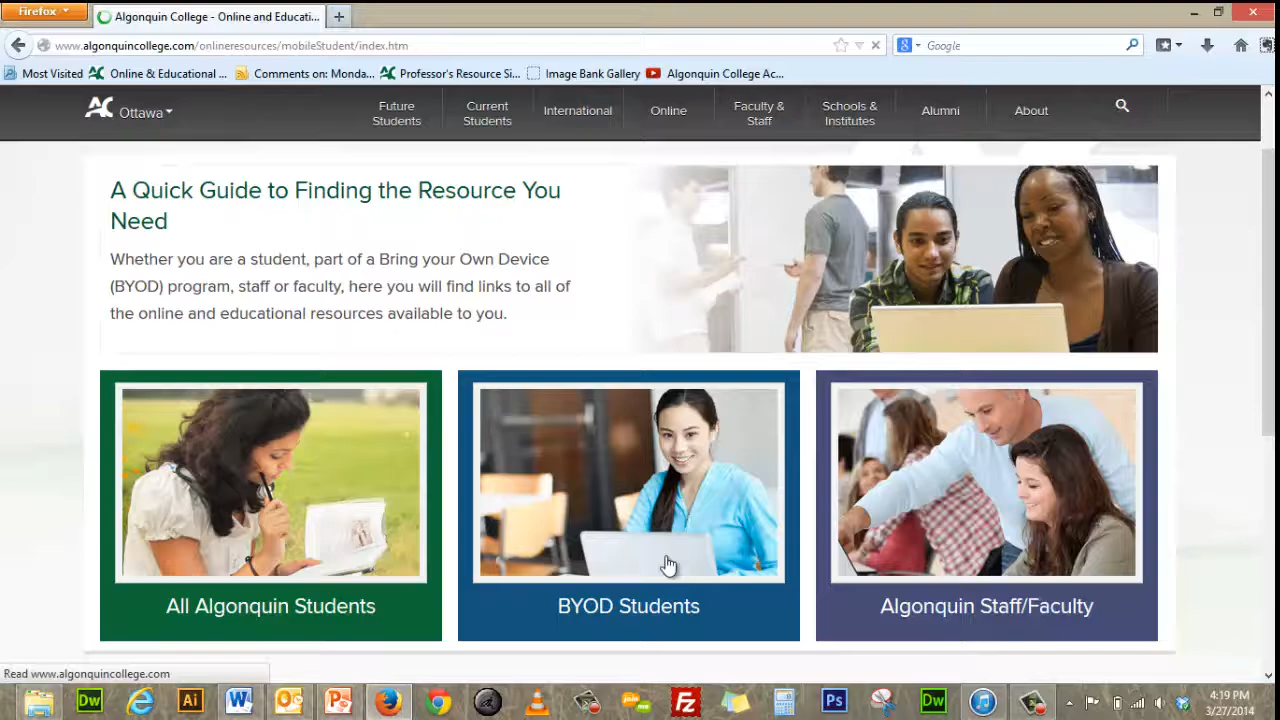 Firefox
Algonquin College - Online and Educati...
www.algonquincollege.com/onlineresources/mobileStudent/index.htm
Google
Most Visited
Online & Educational ...
Comments on: Monda...
Professor's Resource Si...
Image Bank Gallery
Algonquin College Ac...
AC Ottawa
Future Students
Current Students
International
Online
Faculty & Staff
Schools & Institutes
Alumni
About
A Quick Guide to Finding the Resource You
Need
Whether you are a student, part of a Bring your Own Device
(BYOD) program, staff or faculty, here you will find links to all of
the online and educational resources available to you.
All Algonquin Students
BYOD Students
Algonquin Staff/Faculty
Read www.algonquincollege.com
4:19 PM
3/27/2014